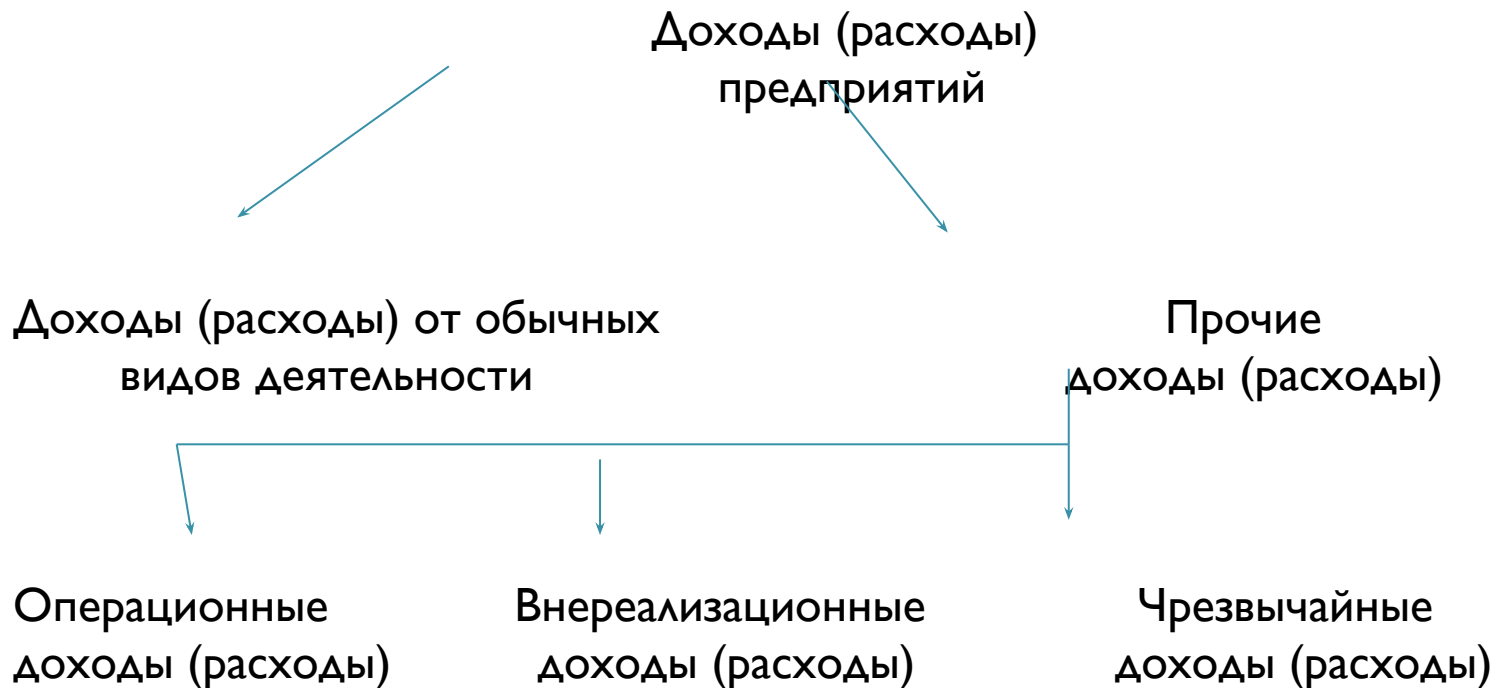 Доходы (расходы)
предприятий
Доходы (расходы) от обычных
видов деятельности
Прочие
доходы (расходы)
Операционные
доходы (расходы)
Внереализационные
доходы (расходы)
Чрезвычайные
доходы (расходы)